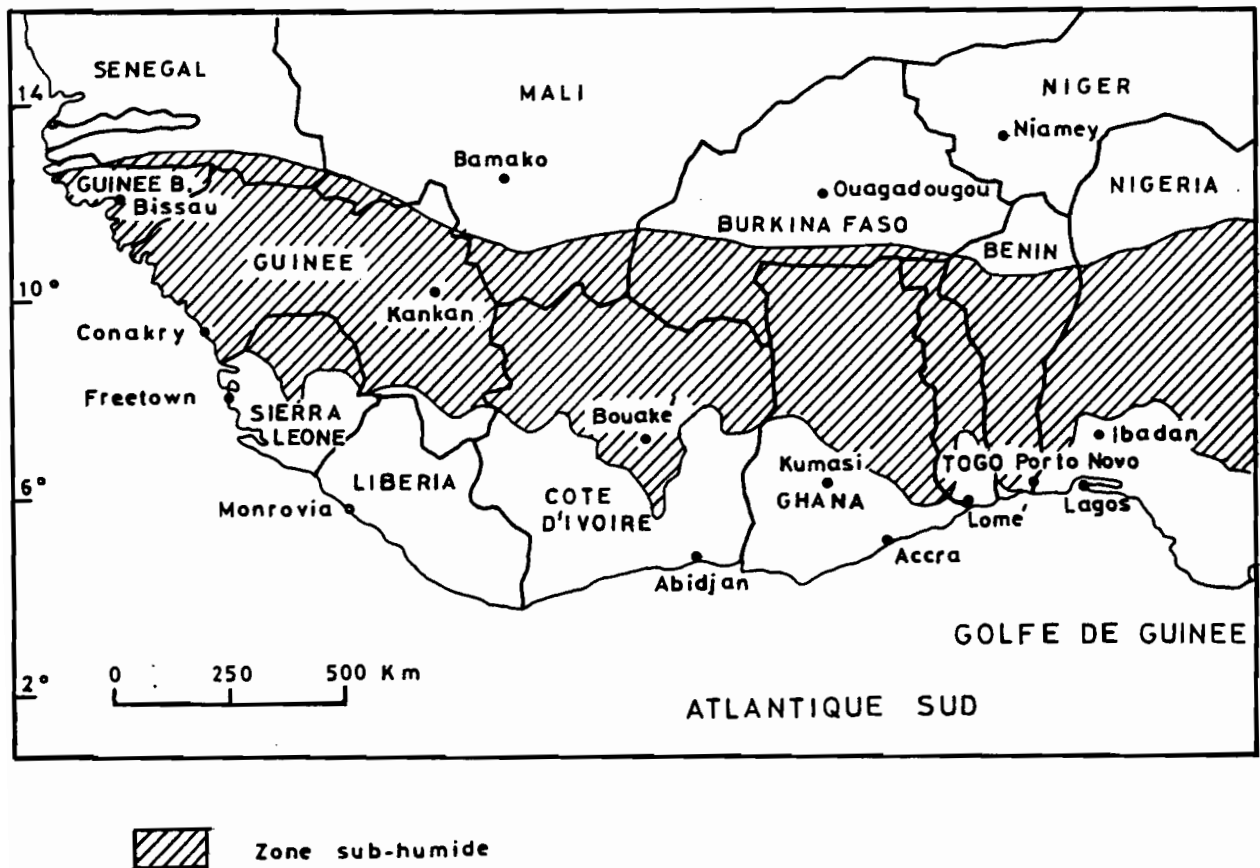 SENEGAL
MALI
NIGER
14
Niamey
Bamako
GUINEE B.
Bissau
Ouagadougou
NIGERIA
BURKINA FASO
BENIN
GUINEE
10°
Kankan
Conakry
Freetown
SIERRA
LEONE
Bouaké
Ibadan
Kumasi
TOGO
Porto Novo
LIBERIA
COTE
D'IVOIRE
GHANA
6°
Monrovia
Lomé
Lagos
Accra
Abidjan
GOLFE DE GUINEE
0 250 500 Km
2°
ATLANTIQUE SUD
Zone sub-humide